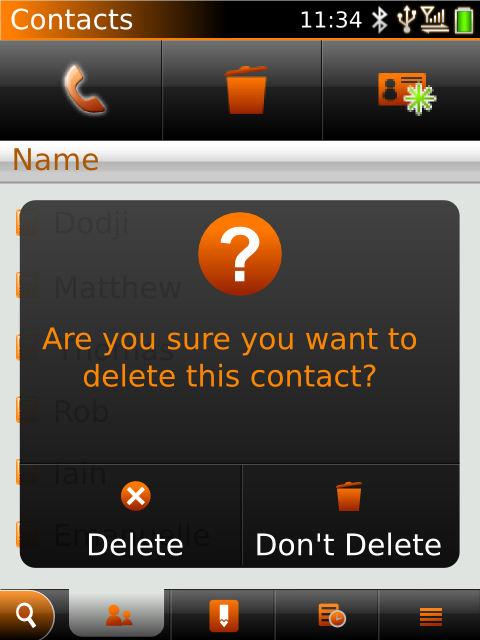 Contacts 11:34
Name
Dodji
Matthew
?
Are you sure you want to
Thomas
delete this contact?
Rob
Iain
Emanuelle
Delete Don't Delete